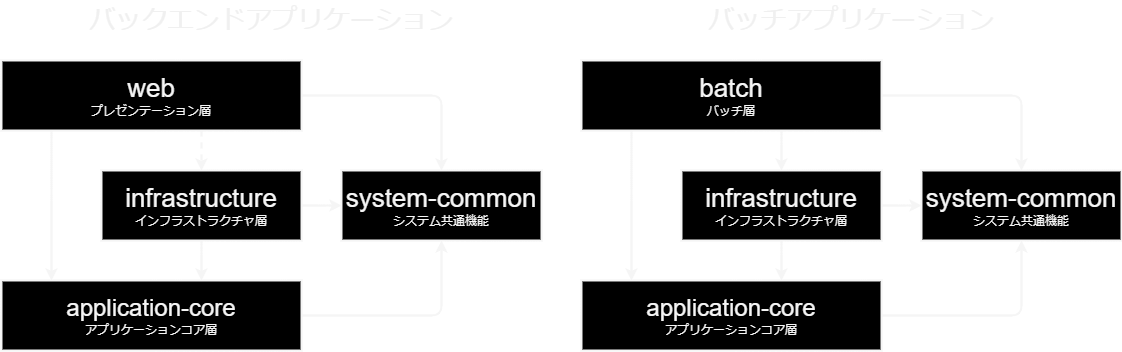 バックエンドアプリケーション
web
プレゼンテーション層
infrastructure
インフラストラクチャ層
system-common
システム共通機能
application-core
アプリケーションコア層
バッチアプリケーション
batch
バッチ層
infrastructure
インフラストラクチャ層
system-common
システム共通機能
application-core
アプリケーションコア層